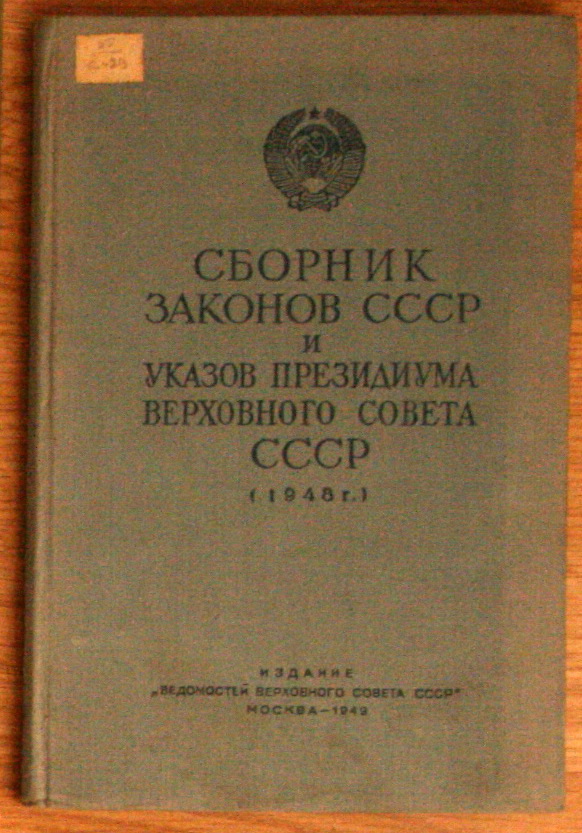 СБОРНИК
ЗАКОНОВ СССР
И
УКАЗОВ ПРЕЗИДИУМА
ВЕРХОВНОГО СОВЕТА
СССР
(1948 г.)
ИЗДАНИЕ
„ВЕДОМОСТЕЙ ВЕРХОВНОГО СОВЕТА СССР"
МОСКВА—1949